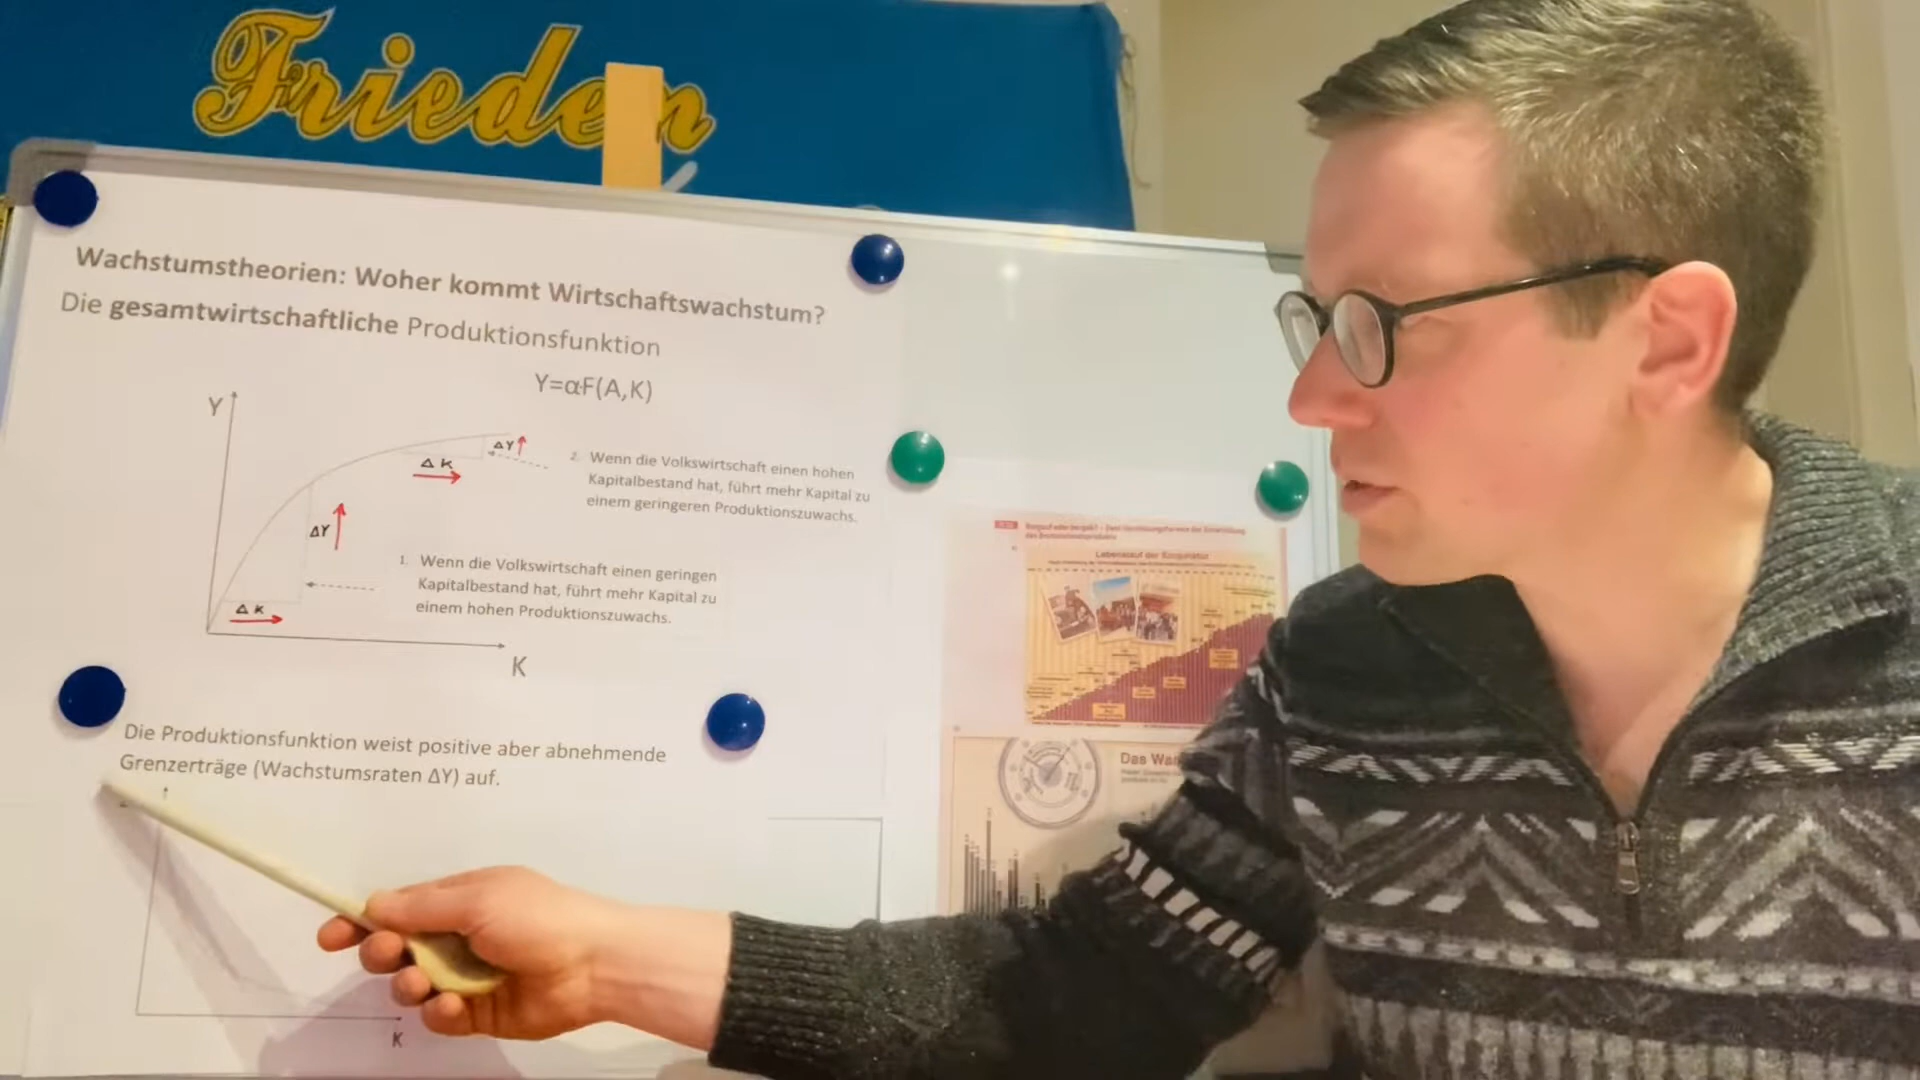 Frieden
Wachstumstheorien: Woher kommt Wirtschaftswachstum?
Die gesamtwirtschaftliche Produktionsfunktion
Y=αF(A,K)
Y
ΔY
ΔK
2. Wenn die Volkswirtschaft einen hohen
Kapitalbestand hat, führt mehr Kapital zu
einem geringeren Produktionszuwachs.
ΔY
1. Wenn die Volkswirtschaft einen geringen
Kapitalbestand hat, führt mehr Kapital zu
einem hohen Produktionszuwachs.
ΔK
K
Die Produktionsfunktion weist positive aber abnehmende
Grenzerträge (Wachstumsraten ΔY) auf.
K
Lebenslauf der Konjunktur
Das